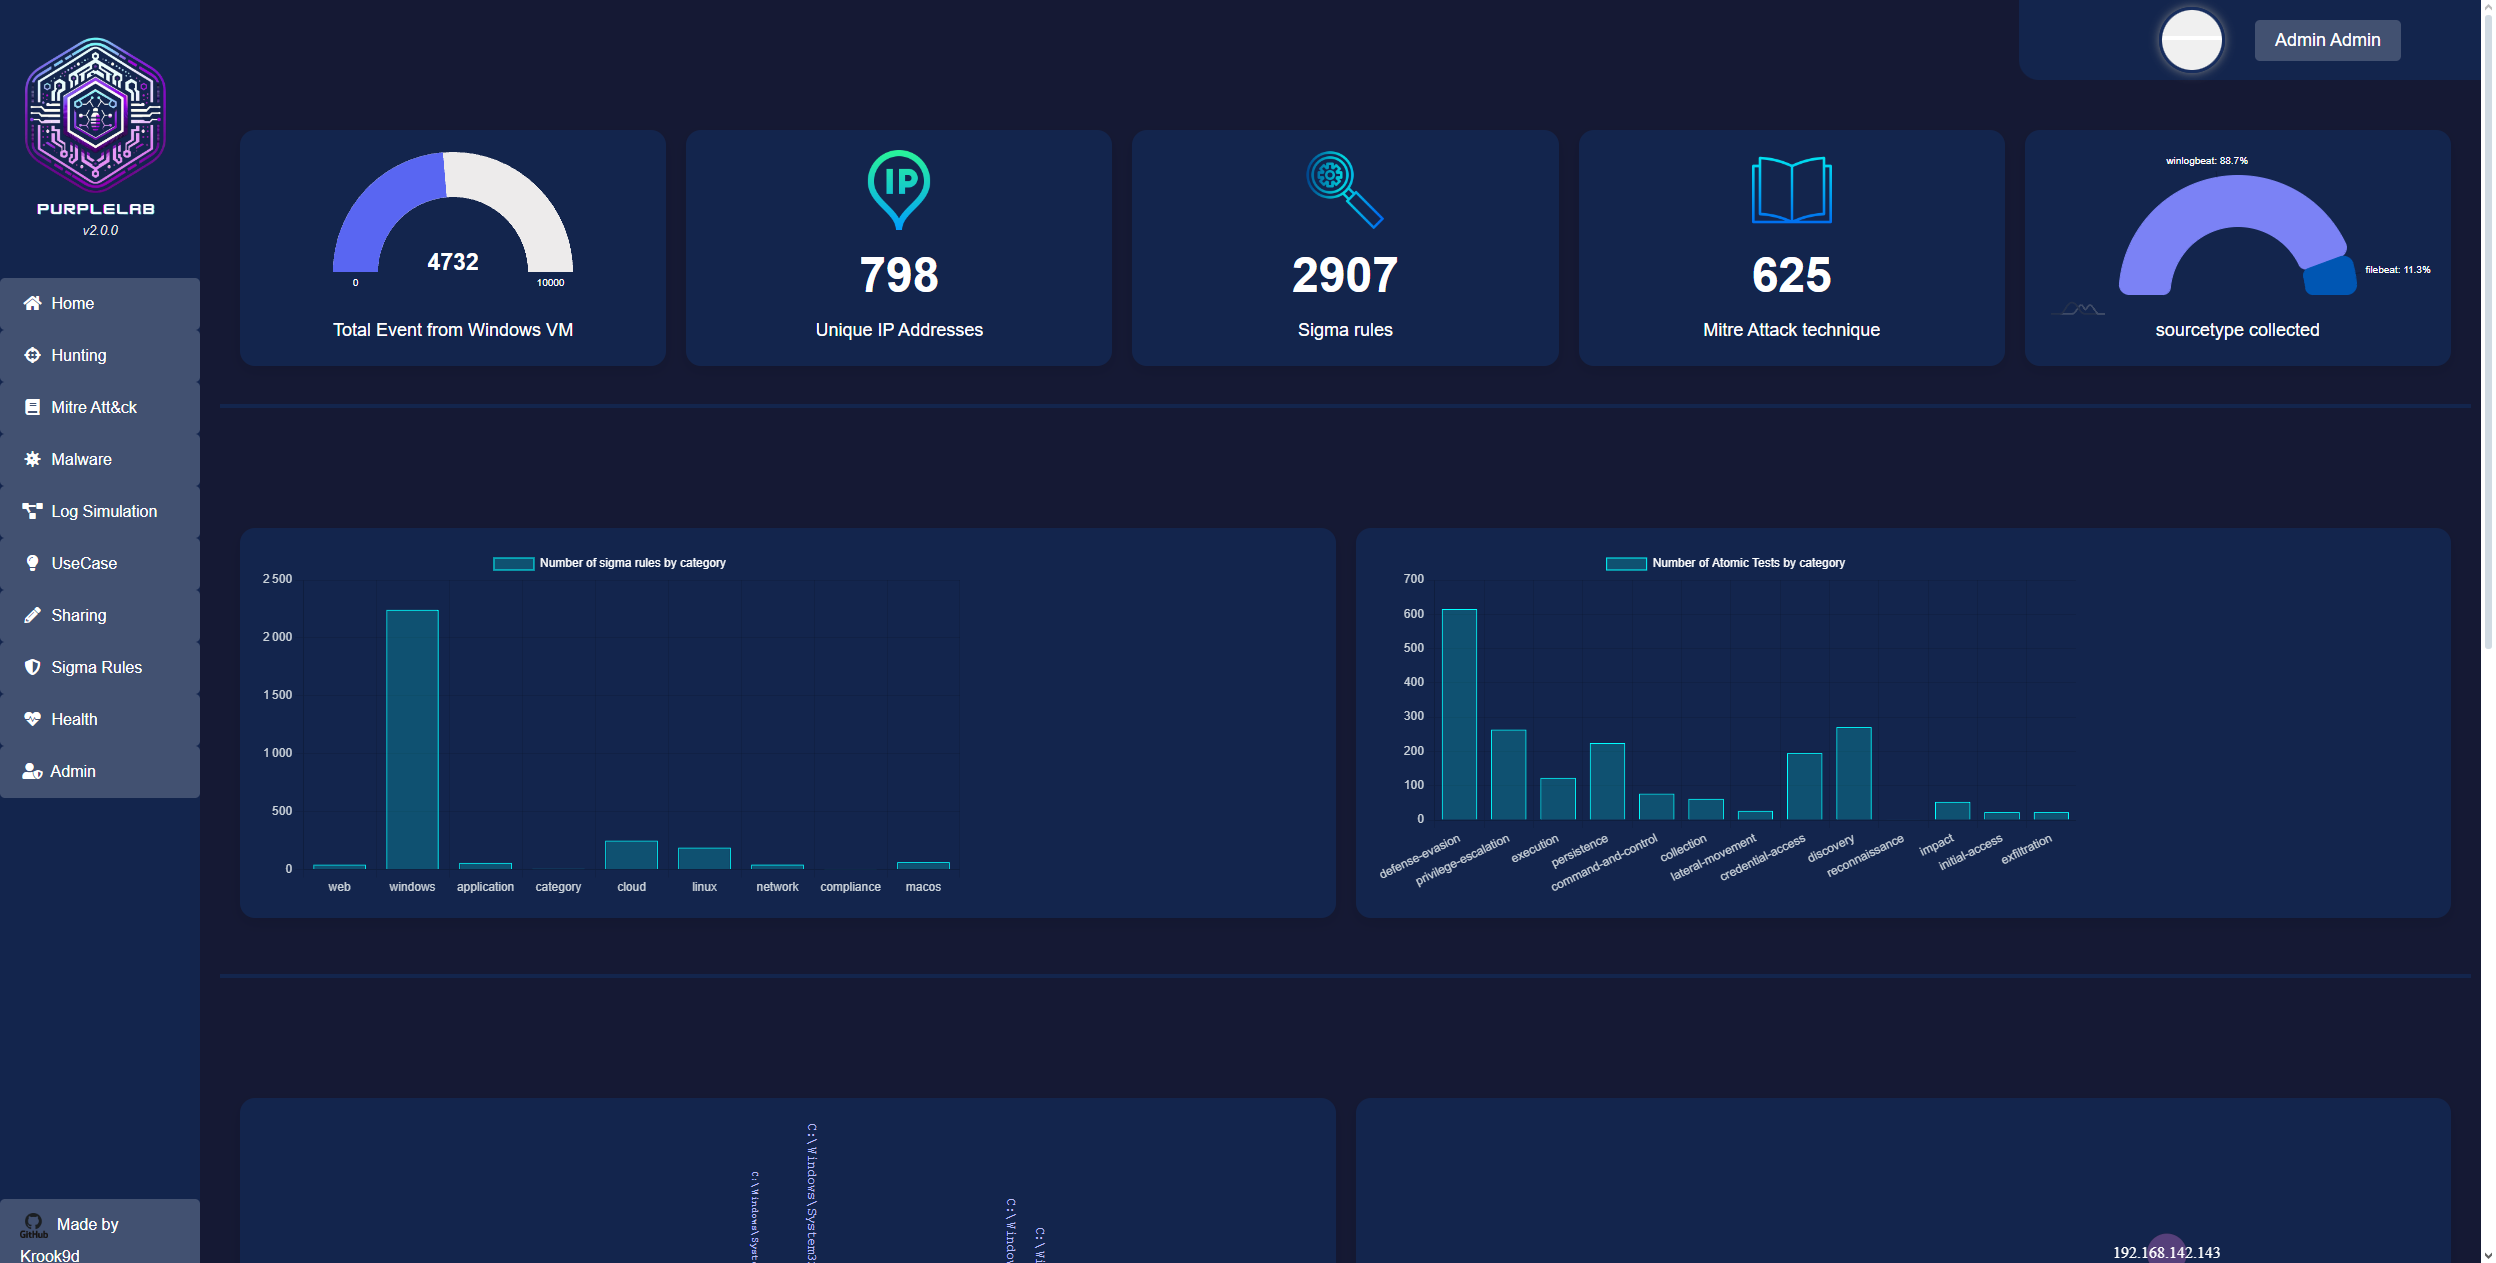 PURPLELAB
v2.0.0
Home
Hunting
Mitre Att&ck
Malware
Log Simulation
UseCase
Sharing
Sigma Rules
Health
Admin
GitHub Made by
Krook9d
Admin Admin
4732
0 10000
Total Event from Windows VM
IP
798
Unique IP Addresses
2907
Sigma rules
625
Mitre Attack technique
winlogbeat: 88.7%
filebeat: 11.3%
sourcetype collected
Number of sigma rules by category
2 500
2 000
1 500
1 000
500
0
web windows application category cloud linux network compliance macos
Number of Atomic Tests by category
700
600
500
400
300
200
100
0
defense-evasion privilege-escalation execution persistence command-and-control collection lateral-movement credential-access discovery reconnaissance impact initial-access exfiltration
C:\Windows\Syst
C:\Windows\System3
C:\Window
C:\Wi
192.168.142.143